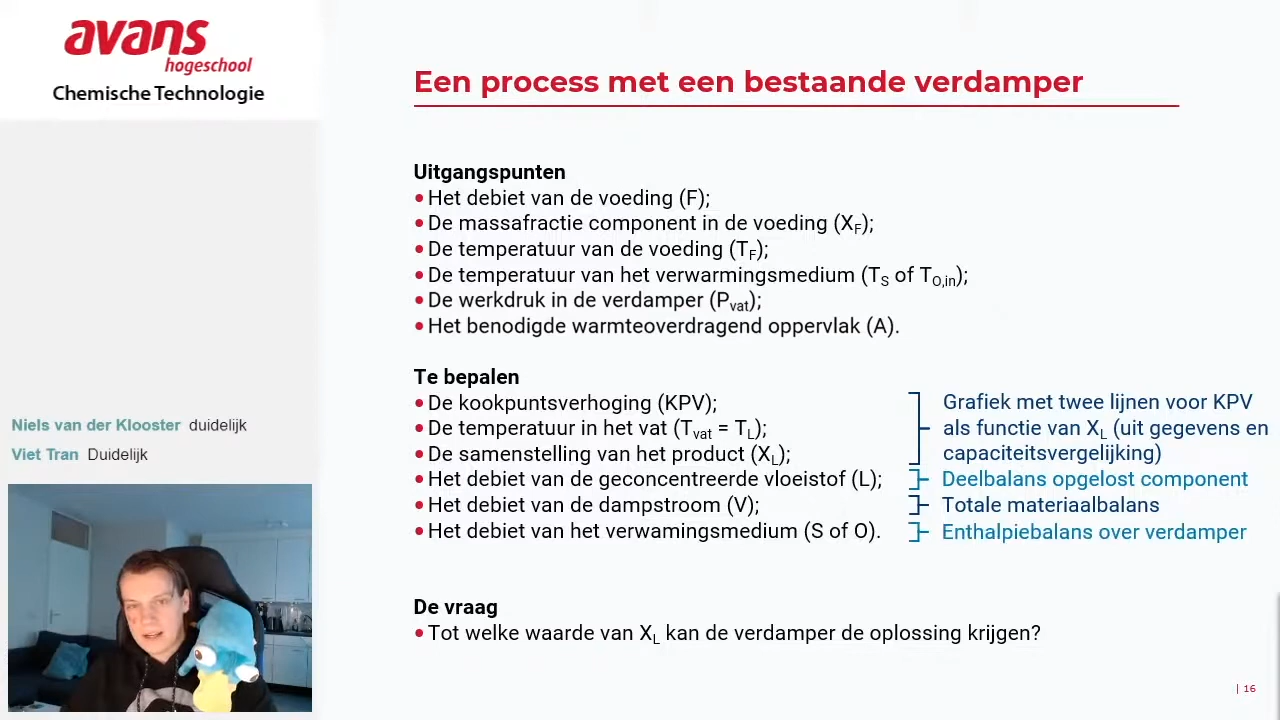 avans
hogeschool
Chemische Technologie
Een process met een bestaande verdamper
Uitgangspunten
• Het debiet van de voeding (F);
• De massafractie component in de voeding (XF);
• De temperatuur van de voeding (TF);
• De temperatuur van het verwarmingsmedium (TS of TO,in);
• De werkdruk in de verdamper (Pvat);
• Het benodigde warmteoverdragend oppervlak (A).
Te bepalen
• De kookpuntsverhoging (KPV);
• De temperatuur in het vat (Tvat = TL);
• De samenstelling van het product (XL);
• Het debiet van de geconcentreerde vloeistof (L);
• Het debiet van de dampstroom (V);
• Het debiet van het verwamingsmedium (S of O).
Grafiek met twee lijnen voor KPV
als functie van XL (uit gegevens en
capaciteitsvergelijking)
Deelbalans opgelost component
Totale materiaalbalans
Enthalpiebalans over verdamper
De vraag
• Tot welke waarde van XL kan de verdamper de oplossing krijgen?
Niels van der Klooster duidelijk
Viet Tran Duidelijk
| 16